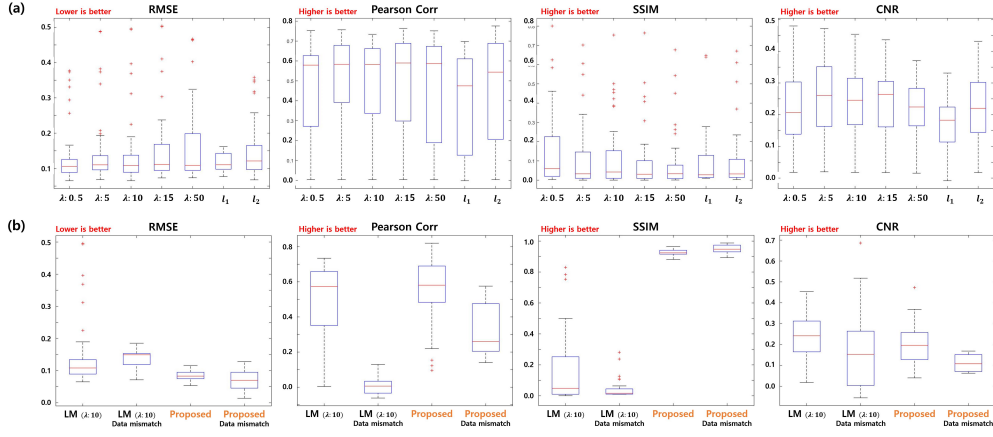 (a)
Lower is better RMSE
0.5
0.4
0.3
0.2
0.1
λ: 0.5 λ: 5 λ: 10 λ: 15 λ: 50 l1 l2
Higher is better Pearson Corr
0.8
0.7
0.6
0.5
0.4
0.3
0.2
0.1
0.0
λ: 0.5 λ: 5 λ: 10 λ: 15 λ: 50 l1 l2
Higher is better SSIM
0.8
0.7
0.6
0.5
0.4
0.3
0.2
0.1
0.0
λ: 0.5 λ: 5 λ: 10 λ: 15 λ: 50 l1 l2
Higher is better CNR
0.5
0.4
0.3
0.2
0.1
0.0
λ: 0.5 λ: 5 λ: 10 λ: 15 λ: 50 l1 l2
(b)
Lower is better RMSE
0.5
0.4
0.3
0.2
0.1
0.0
LM (λ: 10) LM (λ: 10) Proposed Proposed
Data mismatch Data mismatch
Higher is better Pearson Corr
0.8
0.6
0.4
0.2
0.0
LM (λ: 10) LM (λ: 10) Proposed Proposed
Data mismatch Data mismatch
Higher is better SSIM
1.0
0.8
0.6
0.4
0.2
0.0
LM (λ: 10) LM (λ: 10) Proposed Proposed
Data mismatch Data mismatch
Higher is better CNR
0.7
0.6
0.5
0.4
0.3
0.2
0.1
0.0
LM (λ: 10) LM (λ: 10) Proposed Proposed
Data mismatch Data mismatch